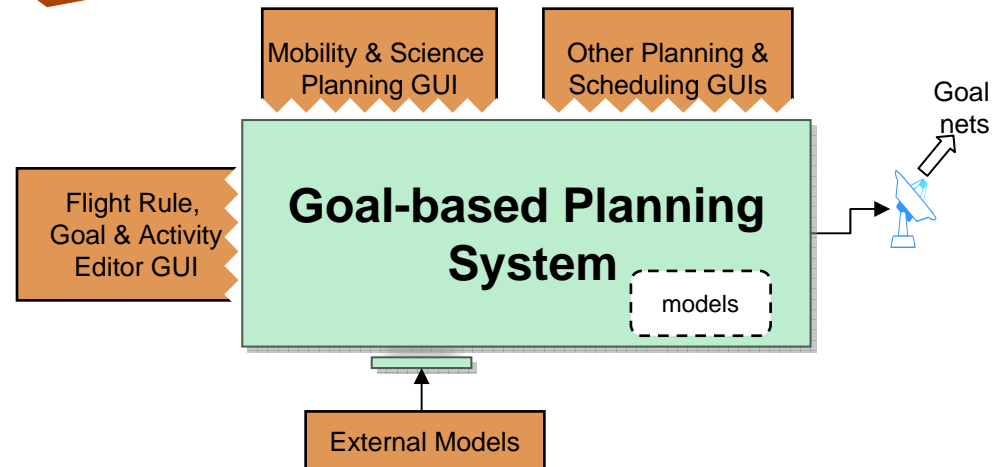 Mobility & Science
Planning GUI
Other Planning &
Scheduling GUIs
Goal
nets
Flight Rule,
Goal & Activity
Editor GUI
Goal-based Planning
System
models
External Models